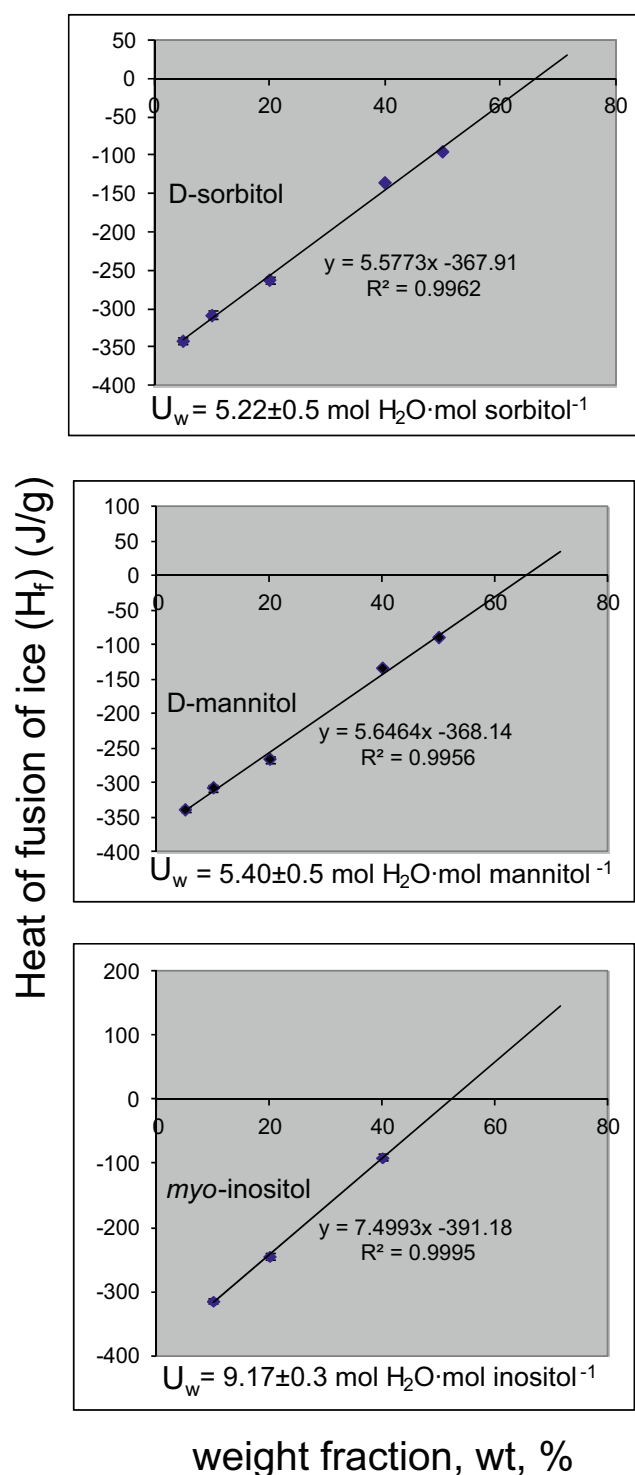 Heat of fusion of ice (H_f) (J/g)
50
0
-50
-100
-150
-200
-250
-300
-350
-400
0 20 40 60 80
D-sorbitol
y = 5.5773x -367.91
R² = 0.9962
U_w = 5.22±0.5 mol H₂O·mol sorbitol⁻¹
100
50
0
-50
-100
-150
-200
-250
-300
-350
-400
0 20 40 60 80
D-mannitol
y = 5.6464x -368.14
R² = 0.9956
U_w = 5.40±0.5 mol H₂O·mol mannitol ⁻¹
200
100
0
-100
-200
-300
-400
0 20 40 60 80
myo-inositol
y = 7.4993x -391.18
R² = 0.9995
U_w = 9.17±0.3 mol H₂O·mol inositol⁻¹
weight fraction, wt, %